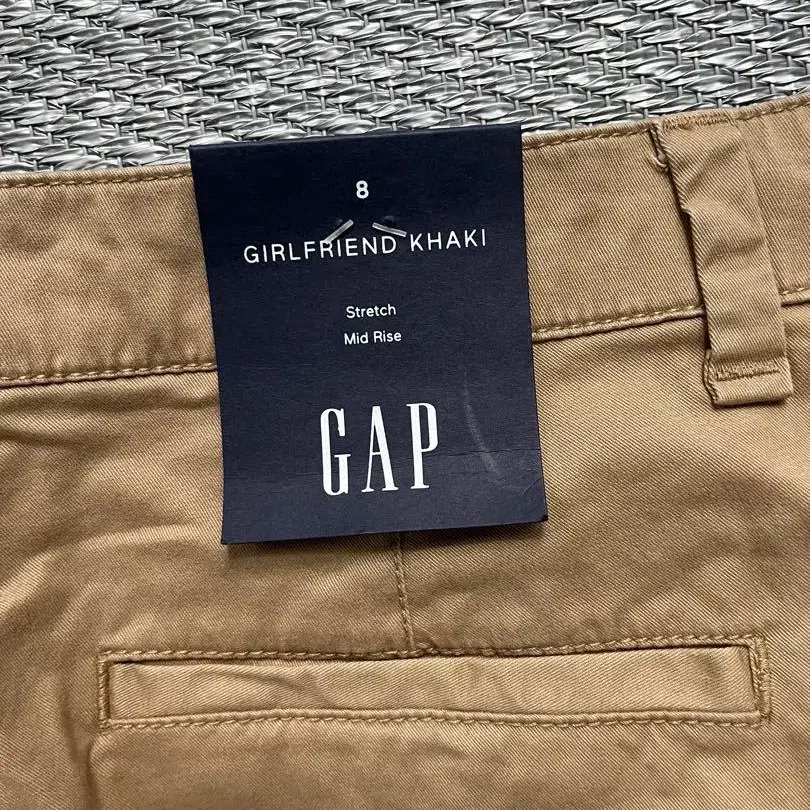 8
GIRLFRIEND KHAKI
Stretch
Mid Rise
GAP